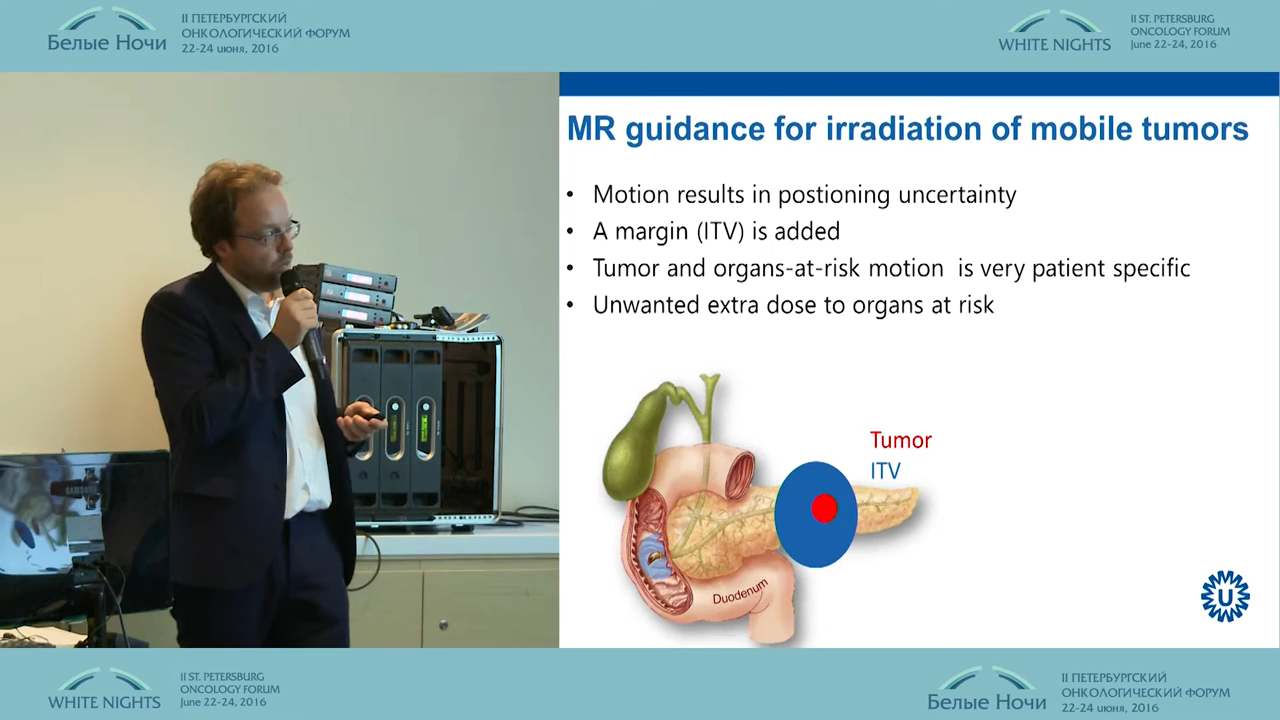 Белые Ночи
II ПЕТЕРБУРГСКИЙ
ОНКОЛОГИЧЕСКИЙ ФОРУМ
22-24 июня, 2016
WHITE NIGHTS
II ST. PETERSBURG
ONCOLOGY FORUM
June 22-24, 2016
MR guidance for irradiation of mobile tumors
• Motion results in postioning uncertainty
• A margin (ITV) is added
• Tumor and organs-at-risk motion is very patient specific
• Unwanted extra dose to organs at risk
Tumor
ITV
Duodenum
U
SAMSUNG
WHITE NIGHTS
II ST. PETERSBURG
ONCOLOGY FORUM
June 22-24, 2016
Белые Ночи
II ПЕТЕРБУРГСКИЙ
ОНКОЛОГИЧЕСКИЙ ФОРУМ
22-24 июня, 2016